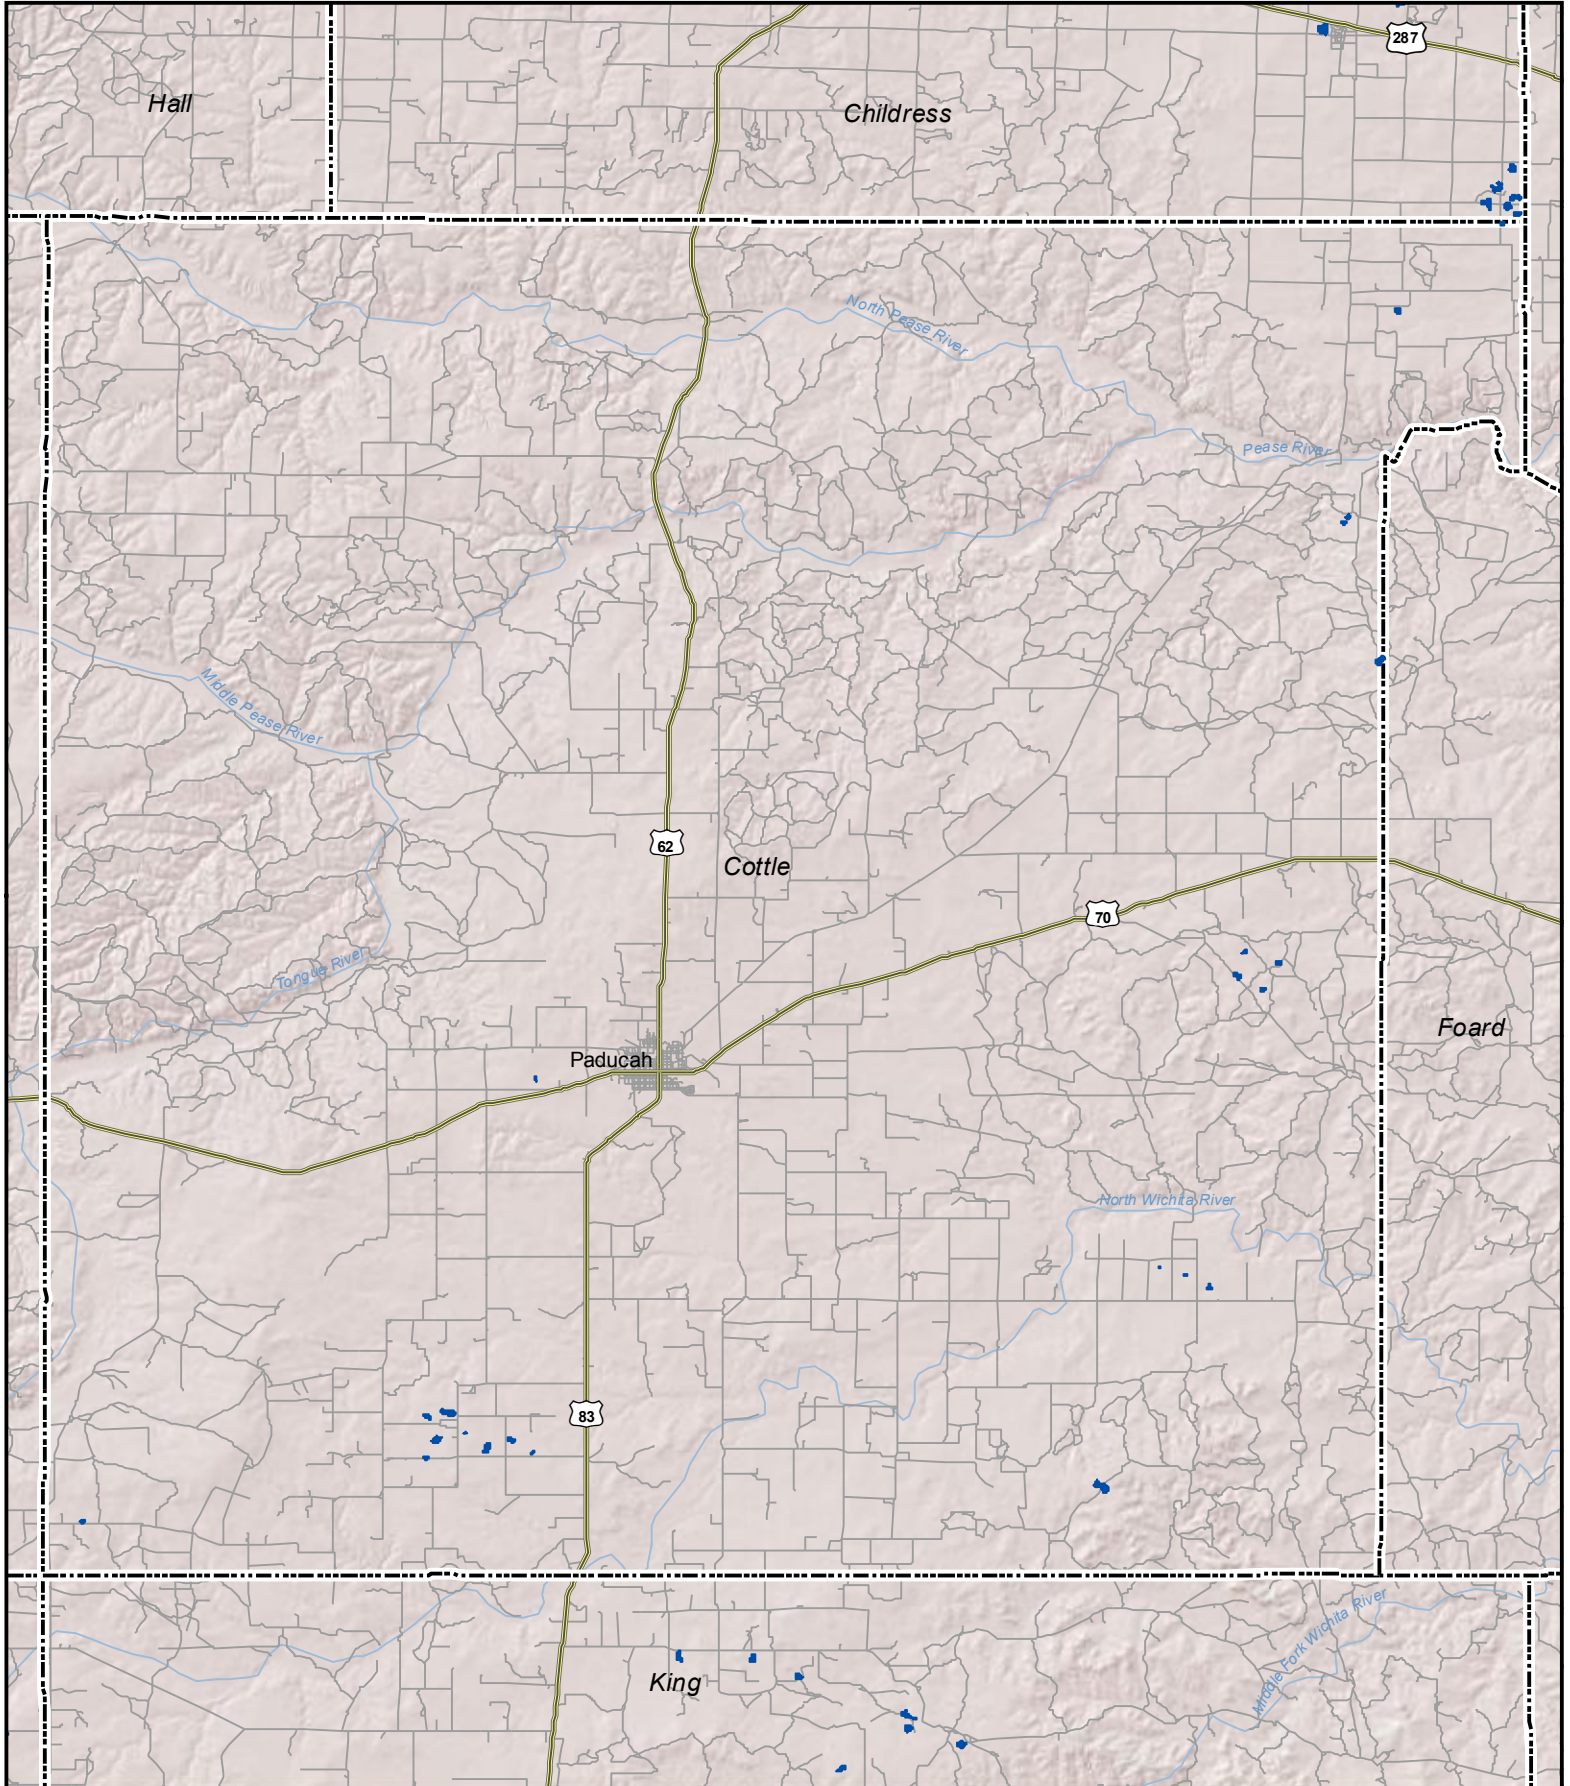 287
Hall
Childress
North Pease River
Pease River
Middle Pease River
62
Cottle
70
Tongue River
Foard
Paducah
North Wichita River
83
Middle Fork Wichita River
King